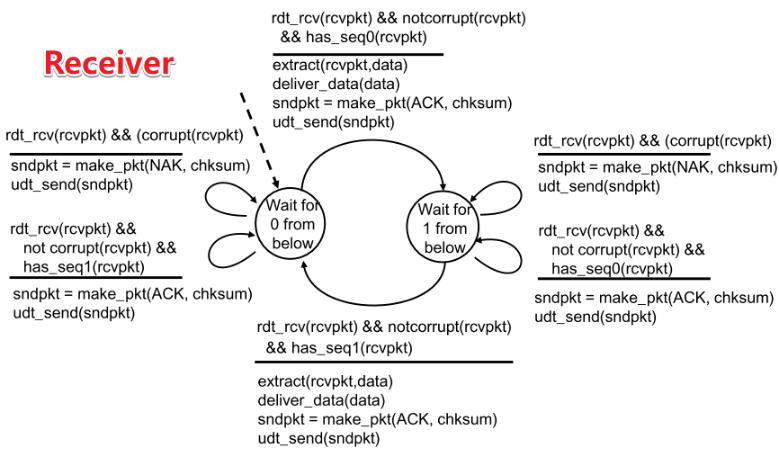 rdt_rcv(rcvpkt) && notcorrupt(rcvpkt)
&& has_seq0(rcvpkt)
extract(rcvpkt,data)
deliver_data(data)
sndpkt = make_pkt(ACK, chksum)
udt_send(sndpkt)
Receiver
rdt_rcv(rcvpkt) && (corrupt(rcvpkt)
sndpkt = make_pkt(NAK, chksum)
udt_send(sndpkt)
rdt_rcv(rcvpkt) &&
not corrupt(rcvpkt) &&
has_seq1(rcvpkt)
sndpkt = make_pkt(ACK, chksum)
udt_send(sndpkt)
Wait for
0 from
below
Wait for
1 from
below
rdt_rcv(rcvpkt) && (corrupt(rcvpkt)
sndpkt = make_pkt(NAK, chksum)
udt_send(sndpkt)
rdt_rcv(rcvpkt) &&
not corrupt(rcvpkt) &&
has_seq0(rcvpkt)
sndpkt = make_pkt(ACK, chksum)
udt_send(sndpkt)
rdt_rcv(rcvpkt) && notcorrupt(rcvpkt)
&& has_seq1(rcvpkt)
extract(rcvpkt,data)
deliver_data(data)
sndpkt = make_pkt(ACK, chksum)
udt_send(sndpkt)